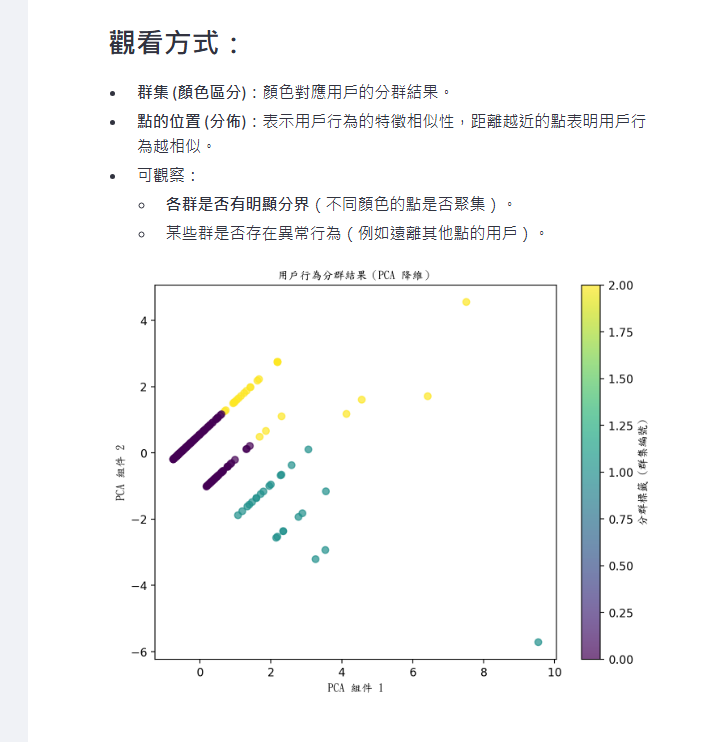 觀看方式：
群集 (顏色區分)：顏色對應用戶的分群結果。
點的位置 (分佈)：表示用戶行為的特徵相似性，距離越近的點表明用戶行
為越相似。
可觀察：
各群是否有明顯分界（不同顏色的點是否聚集）。
某些群是否存在異常行為（例如遠離其他點的用戶）。
用戶行為分群結果（PCA 降維）
4
2
0
−2
−4
−6
PCA 組件 2
0 2 4 6 8 10
PCA 組件 1
2.00
1.75
1.50
1.25
1.00
0.75
0.50
0.25
0.00
分群標籤（群集編號）